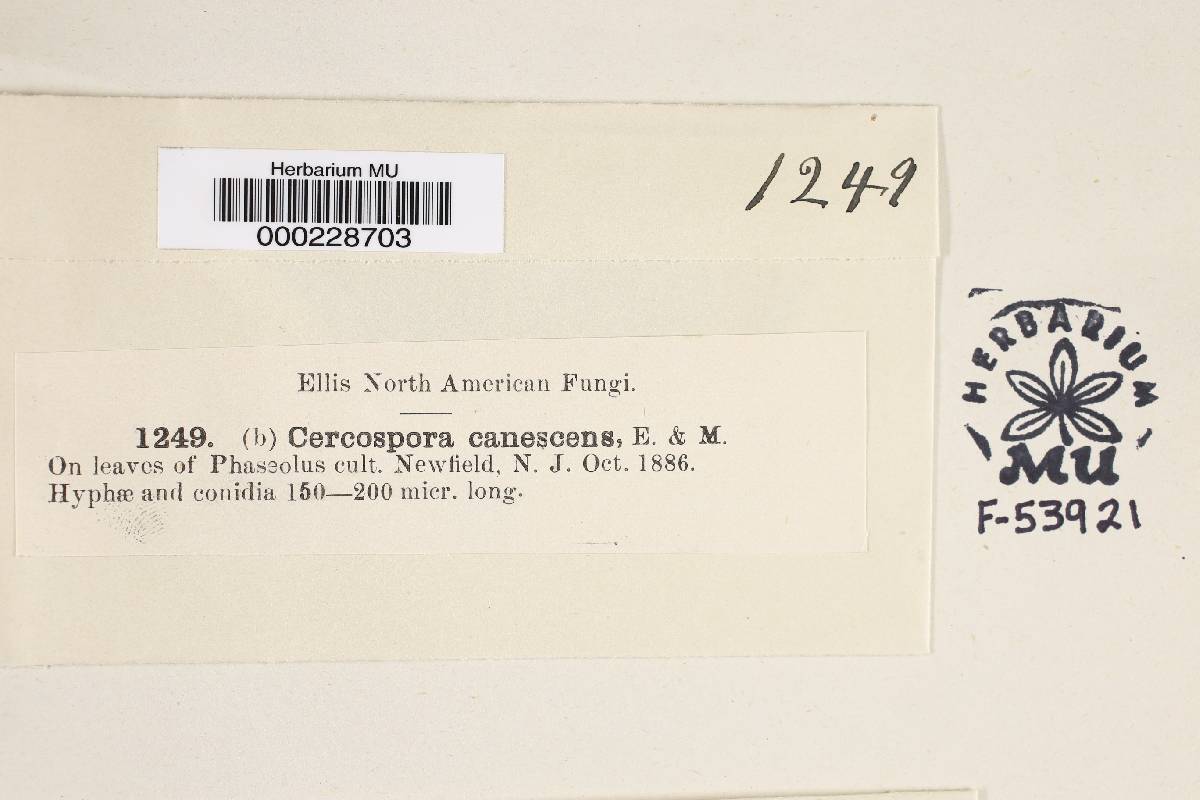 Herbarium MU
000228703
1249
Ellis North American Fungi.
1249. (b) Cercospora canescens, E. & M.
On leaves of Phaseolus cult. Newfield, N. J. Oct. 1886.
Hyphæ and conidia 150—200 micr. long.
HERBARIUM
MU
F-53921